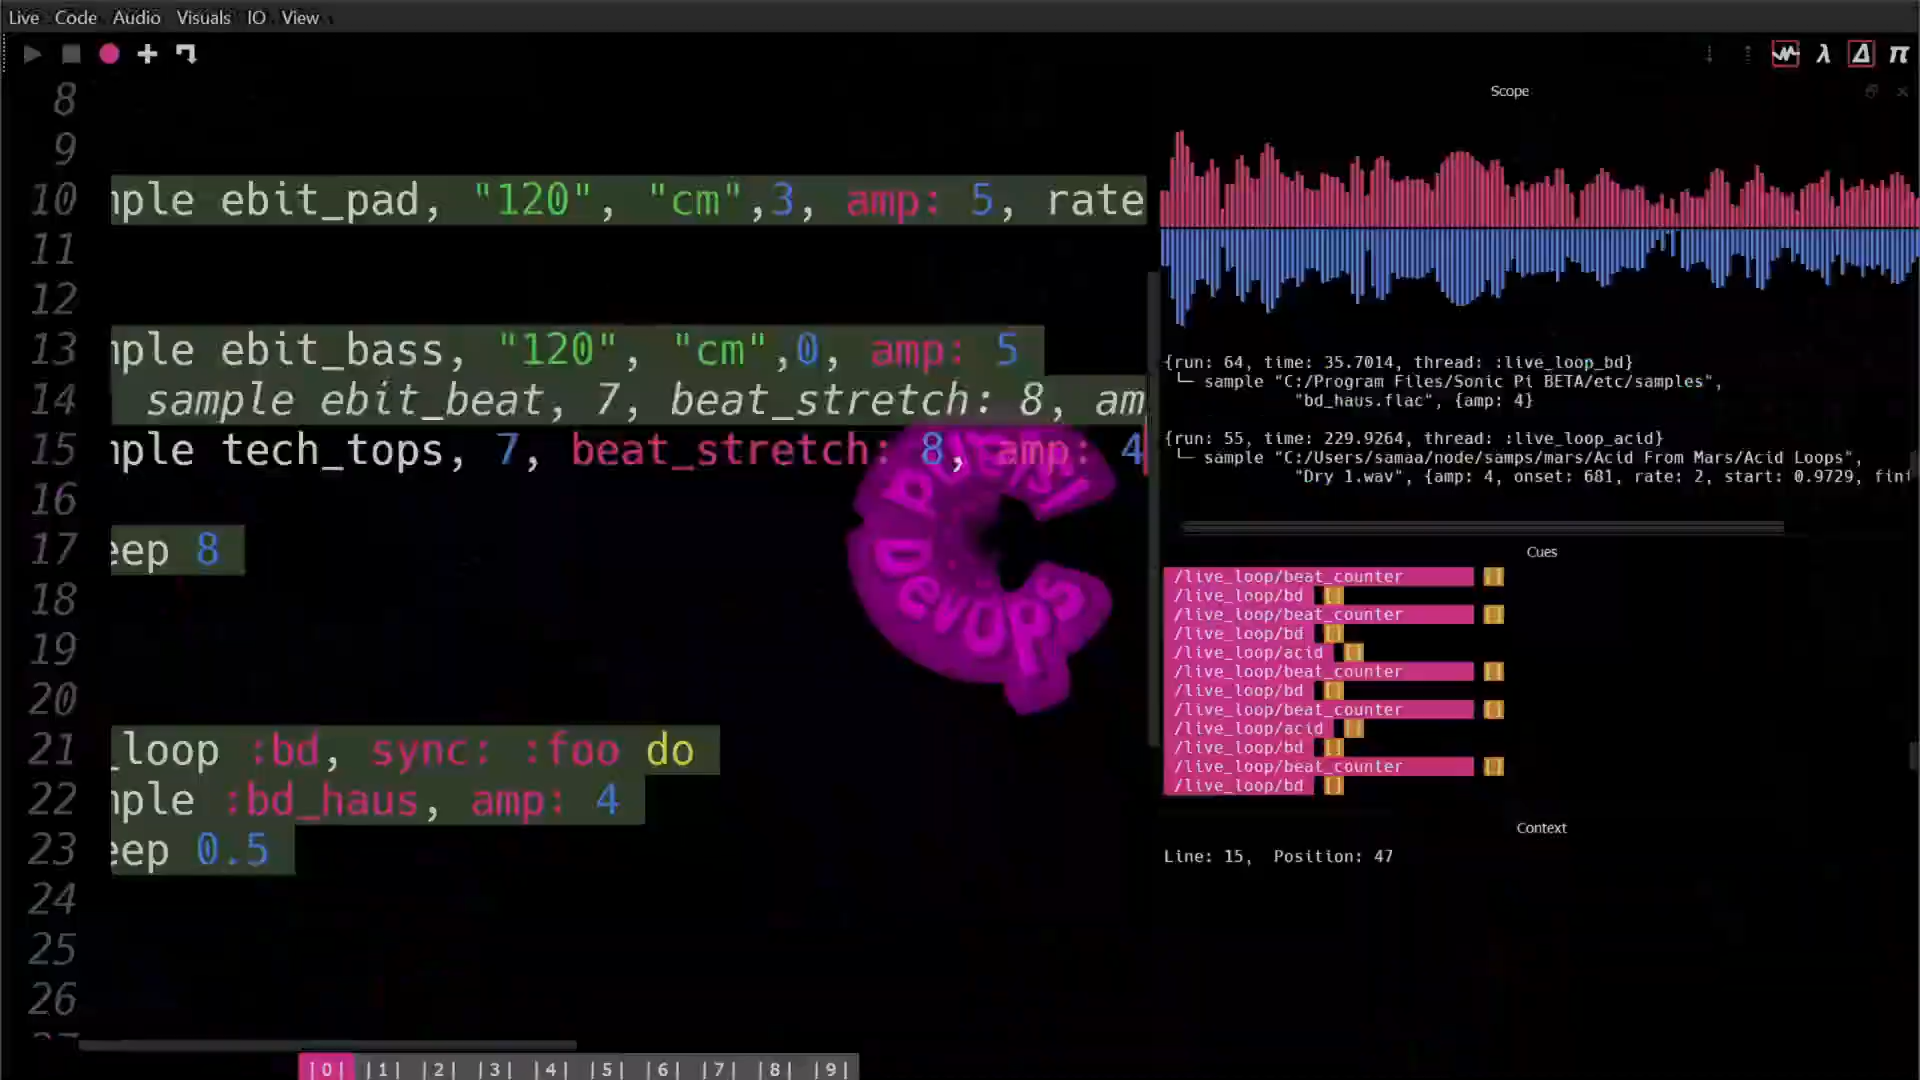 Live Code Audio Visuals IO View
λ Δ π
8
9
10 mple ebit_pad, "120", "cm",3, amp: 5, rate
11
12
13 mple ebit_bass, "120", "cm",0, amp: 5
14 sample ebit_beat, 7, beat_stretch: 8, am
15 mple tech_tops, 7, beat_stretch: 8, amp: 4
16
17 eep 8
18
19
20
21 _loop :bd, sync: :foo do
22 mple :bd_haus, amp: 4
23 eep 0.5
24
25
26
|0| |1| |2| |3| |4| |5| |6| |7| |8| |9|
DevOps
Scope
{run: 64, time: 35.7014, thread: :live_loop_bd}
└─ sample "C:/Program Files/Sonic Pi BETA/etc/samples",
"bd_haus.flac", {amp: 4}
{run: 55, time: 229.9264, thread: :live_loop_acid}
└─ sample "C:/Users/samaa/node/samps/mars/Acid From Mars/Acid Loops",
"Dry 1.wav", {amp: 4, onset: 681, rate: 2, start: 0.9729, fini
Cues
/live_loop/beat_counter []
/live_loop/bd []
/live_loop/beat_counter []
/live_loop/bd []
/live_loop/acid []
/live_loop/beat_counter []
/live_loop/bd []
/live_loop/beat_counter []
/live_loop/acid []
/live_loop/bd []
/live_loop/beat_counter []
/live_loop/bd []
Context
Line: 15, Position: 47